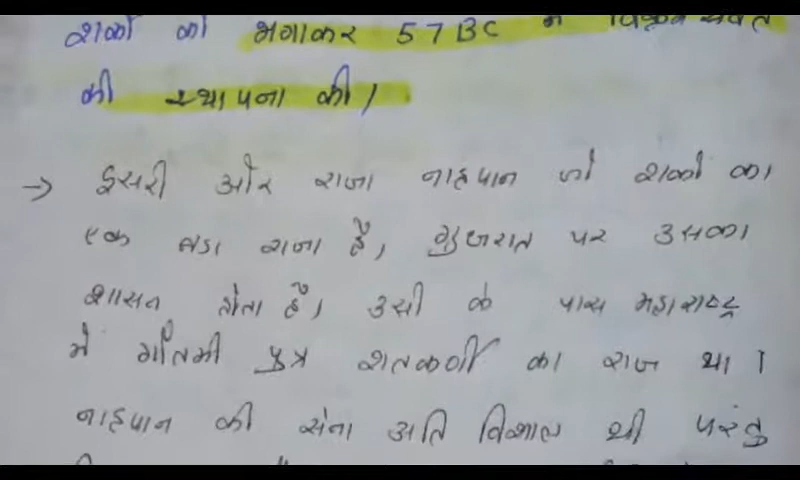 शकों को भगाकर 57 BC में विक्रम संवत
की स्थापना की।
→ दूसरी ओर राजा नाहपान जो शकों का
एक बडा राजा है, गुजरात पर उसका
शासन होता है। उसी के पास महाराष्ट्र
में गौतमी पुत्र शतकर्णी का राज था।
नाहपान की सेना अति विशाल थी परंतु